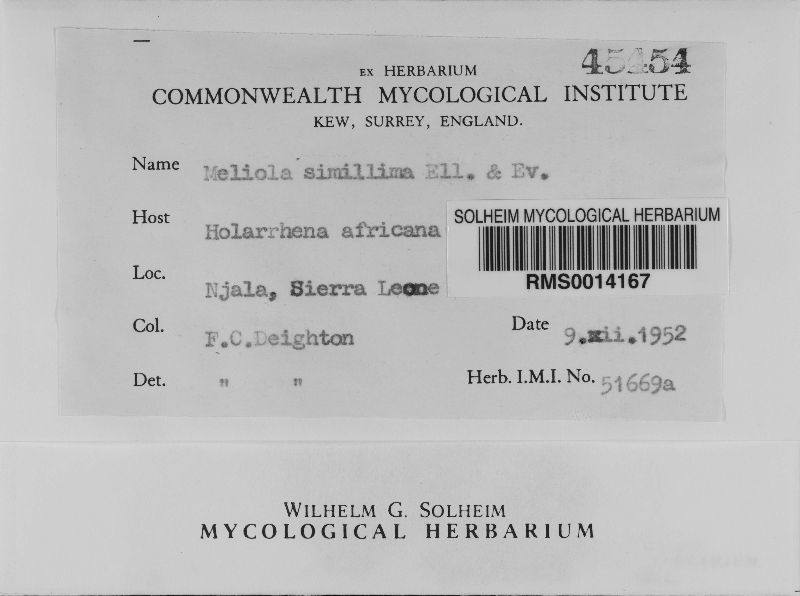 45454
EX HERBARIUM
COMMONWEALTH MYCOLOGICAL INSTITUTE
KEW, SURREY, ENGLAND.
Name Meliola simillima Ell. & Ev.
Host Holarrhena africana
SOLHEIM MYCOLOGICAL HERBARIUM
RMS0014167
Loc. Njala, Sierra Leone
Col. F.C.Deighton Date 9.xii.1952
Det. " " Herb. I.M.I. No. 51669a
WILHELM G. SOLHEIM
MYCOLOGICAL HERBARIUM